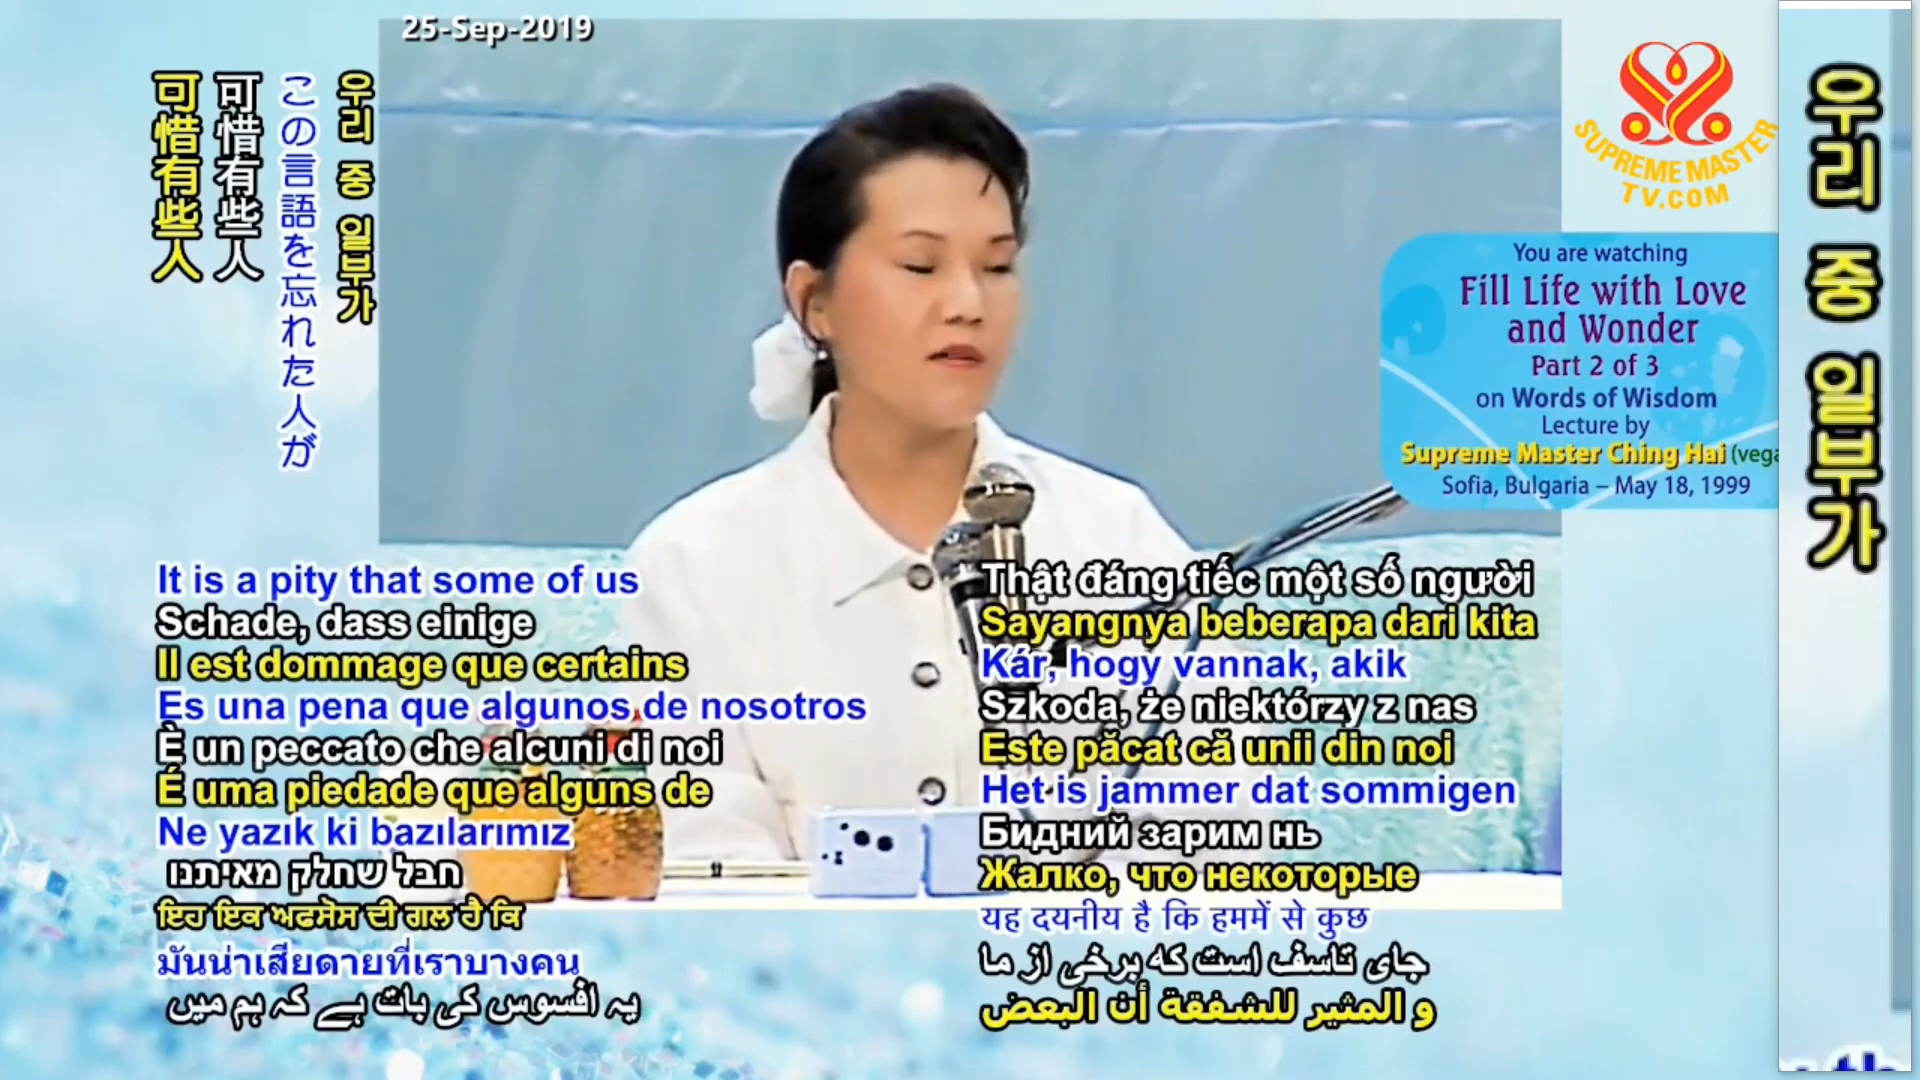 25-Sep-2019
可惜有些人
可惜有些人
この言語を忘れた人が
우리 중 일부가
SUPREME MASTER
TV.COM
You are watching
Fill Life with Love
and Wonder
Part 2 of 3
on Words of Wisdom
Lecture by
Supreme Master Ching Hai (vega
Sofia, Bulgaria – May 18, 1999
우리 중 일부가
It is a pity that some of us
Schade, dass einige
Il est dommage que certains
Es una pena que algunos de nosotros
È un peccato che alcuni di noi
É uma piedade que alguns de
Ne yazık ki bazılarımız
חבל שחלק מאיתנו
ਇਹ ਇਕ ਅਫਸੋਸ ਦੀ ਗਲ ਹੈ ਕਿ
มันน่าเสียดายที่เราบางคน
یہ افسوس کی بات ہے کہ ہم میں
Thật đáng tiếc một số người
Sayangnya beberapa dari kita
Kár, hogy vannak, akik
Szkoda, że niektórzy z nas
Este păcat că unii din noi
Het is jammer dat sommigen
Бидний зарим нь
Жалко, что некоторые
यह दयनीय है कि हममें से कुछ
جای تاسف است که برخی از ما
و المثير للشفقة أن البعض